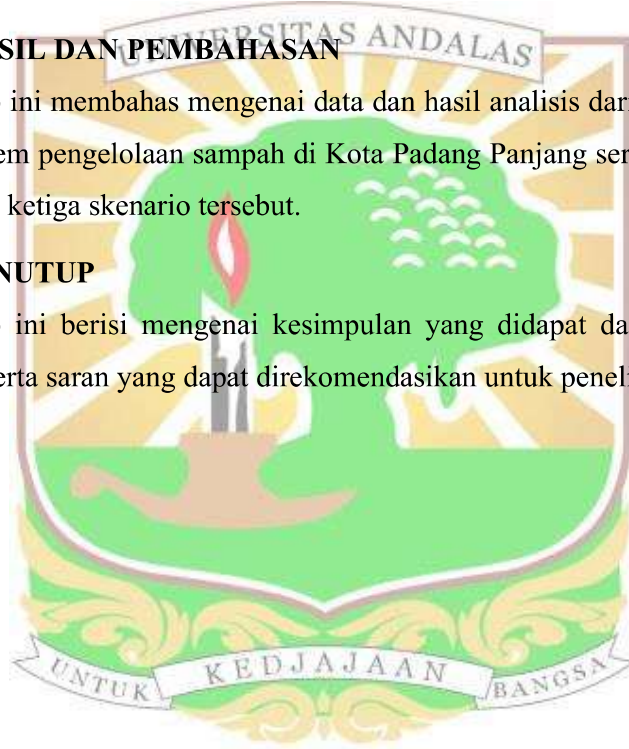 UNIVERSITAS ANDALAS
SIL DAN PEMBAHASAN
ini membahas mengenai data dan hasil analisis dari
em pengelolaan sampah di Kota Padang Panjang ser
ketiga skenario tersebut.
NUTUP
ini berisi mengenai kesimpulan yang didapat da
erta saran yang dapat direkomendasikan untuk penel
UNTUK KEDJAJAAN BANGSA